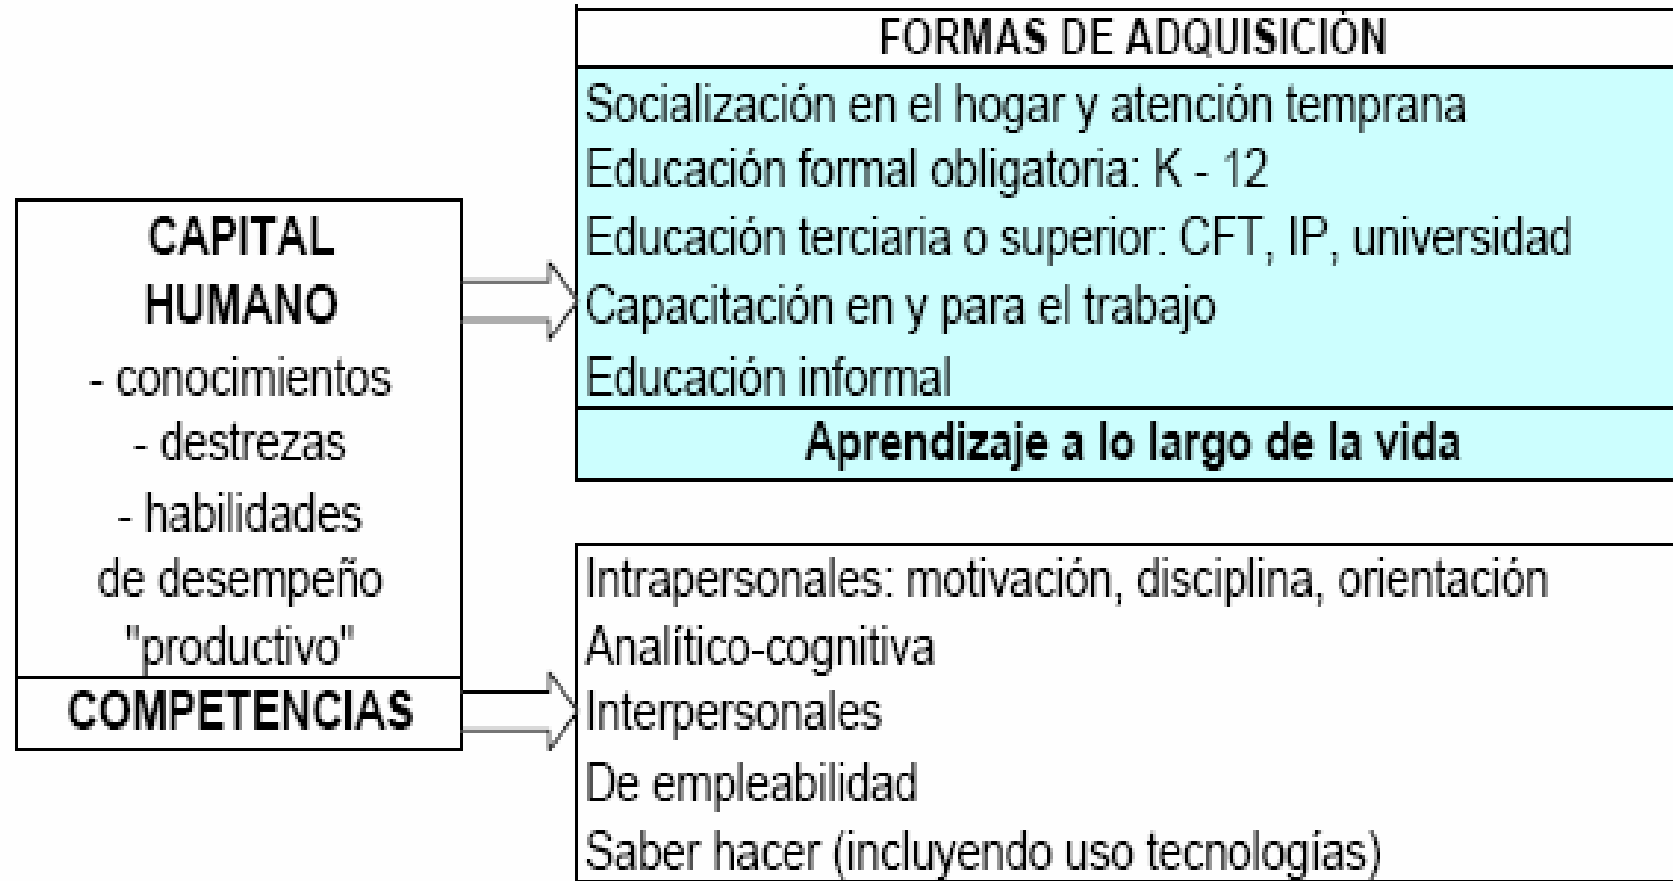 CAPITAL
HUMANO
- conocimientos
- destrezas
- habilidades
de desempeño
"productivo"
COMPETENCIAS
FORMAS DE ADQUISICIÓN
Socialización en el hogar y atención temprana
Educación formal obligatoria: K - 12
Educación terciaria o superior: CFT, IP, universidad
Capacitación en y para el trabajo
Educación informal
Aprendizaje a lo largo de la vida
Intrapersonales: motivación, disciplina, orientación
Analítico-cognitiva
Interpersonales
De empleabilidad
Saber hacer (incluyendo uso tecnologías)